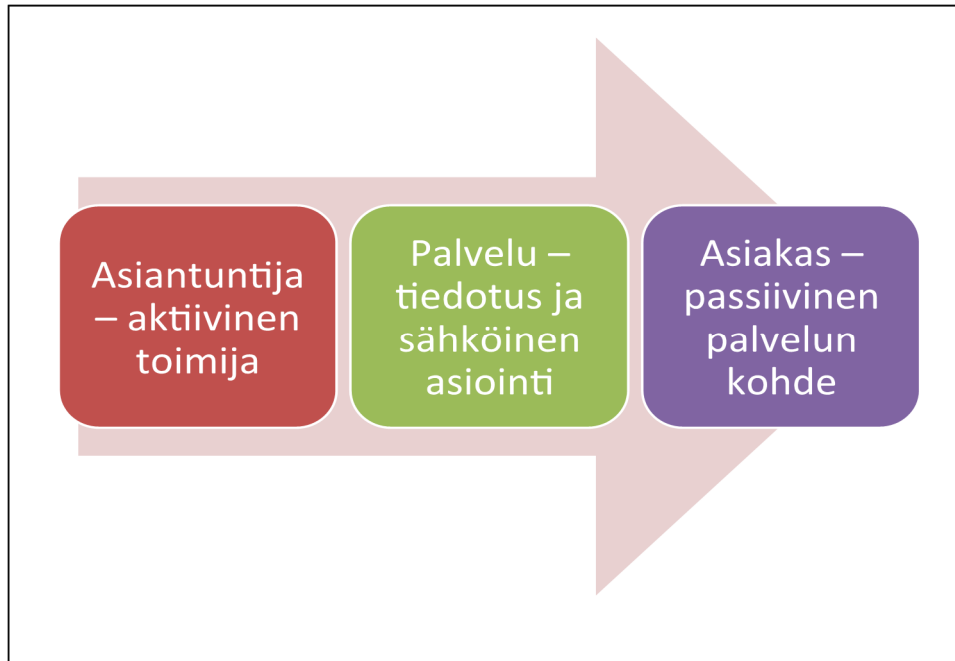 Asiantuntija
– aktiivinen
toimija
Palvelu –
tiedotus ja
sähköinen
asiointi
Asiakas –
passiivinen
palvelun
kohde